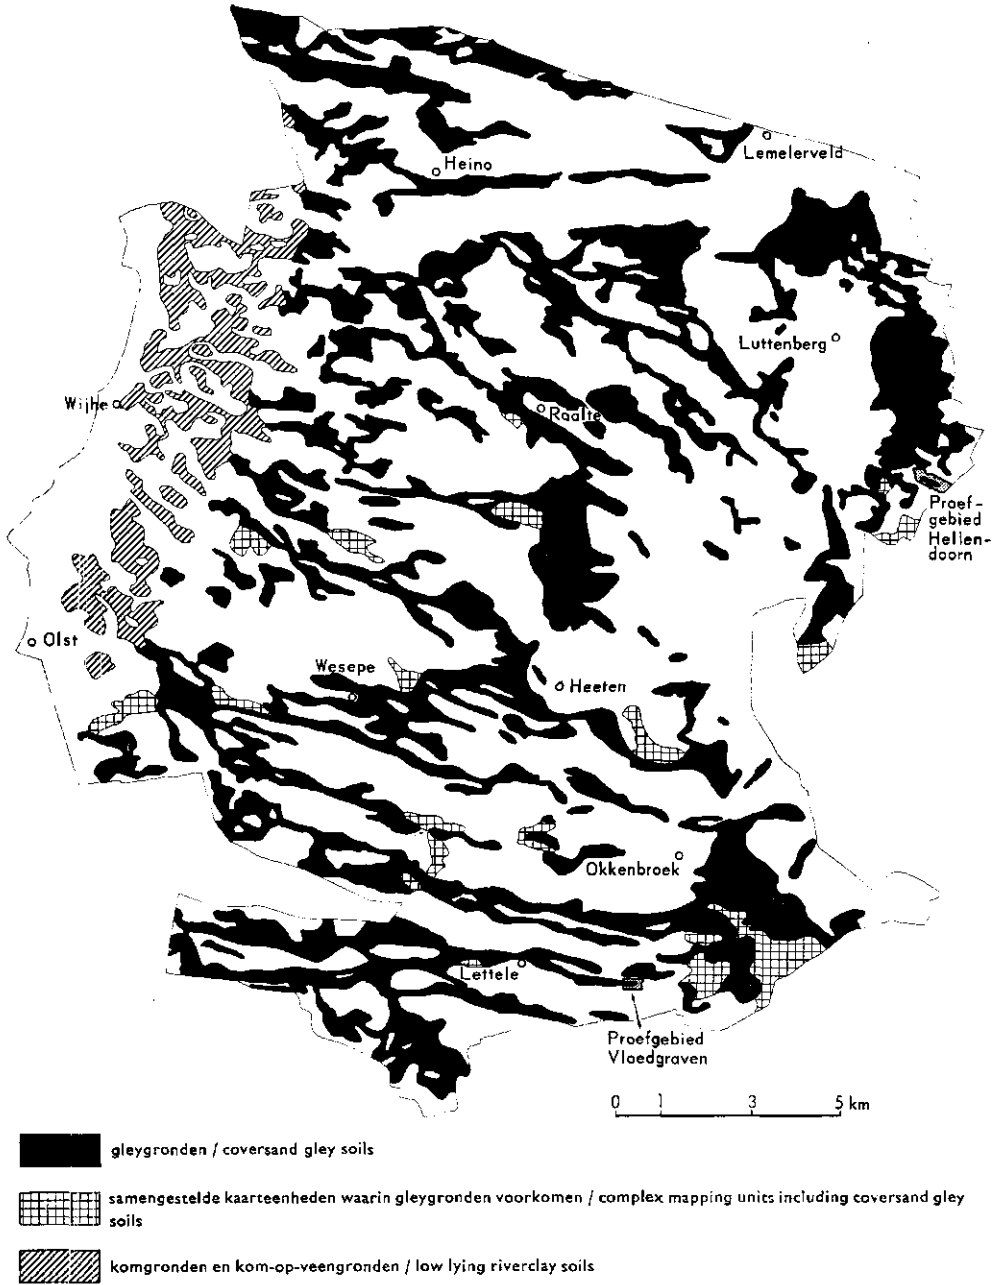 Lemelerveld
Heino
Luttenberg
Wijhe
Raalte
Proef-
gebied
Hellen-
doorn
Olst
Wesepe
Heeten
Okkenbroek
Lettele
Proefgebied
Vloedgraven
0 1 3 5 km
gleygronden / coversand gley soils
samengestelde kaarteenheden waarin gleygronden voorkomen / complex mapping units including coversand gley
soils
komgronden en kom-op-veengronden / low lying riverclay soils